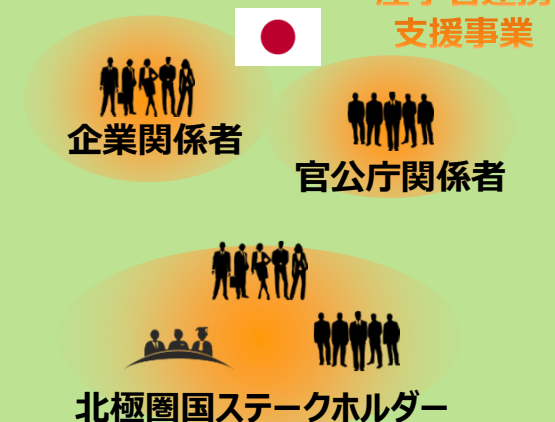 支援事業
企業関係者
官公庁関係者
北極圏国ステークホルダー